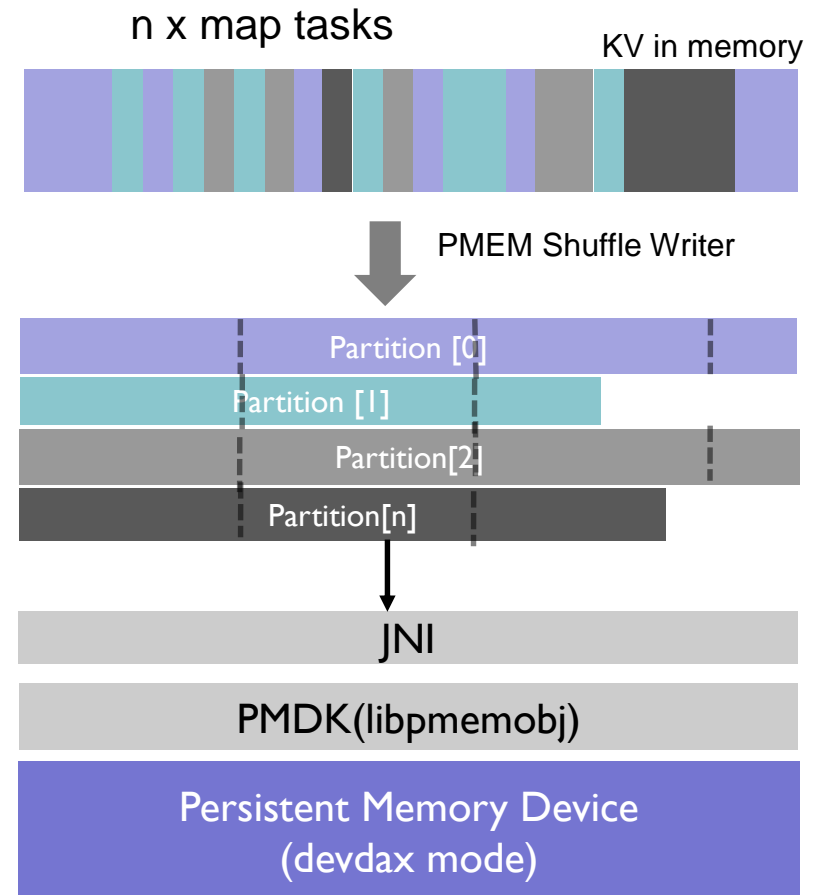 n x map tasks
KV in memory
PMEM Shuffle Writer
Partition [0]
Partition [1]
Partition[2]
Partition[n]
JNI
PMDK(libpmemobj)
Persistent Memory Device
(devdax mode)